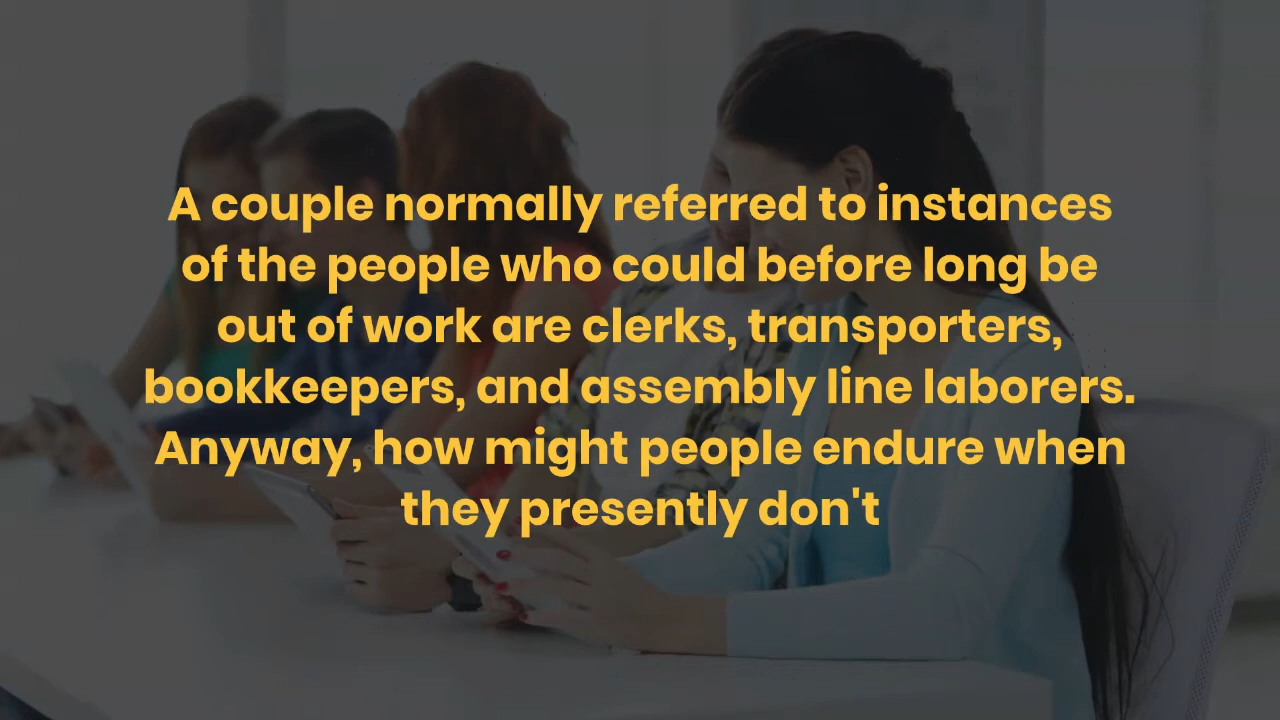 A couple normally referred to instances
of the people who could before long be
out of work are clerks, transporters,
bookkeepers, and assembly line laborers.
Anyway, how might people endure when
they presently don't